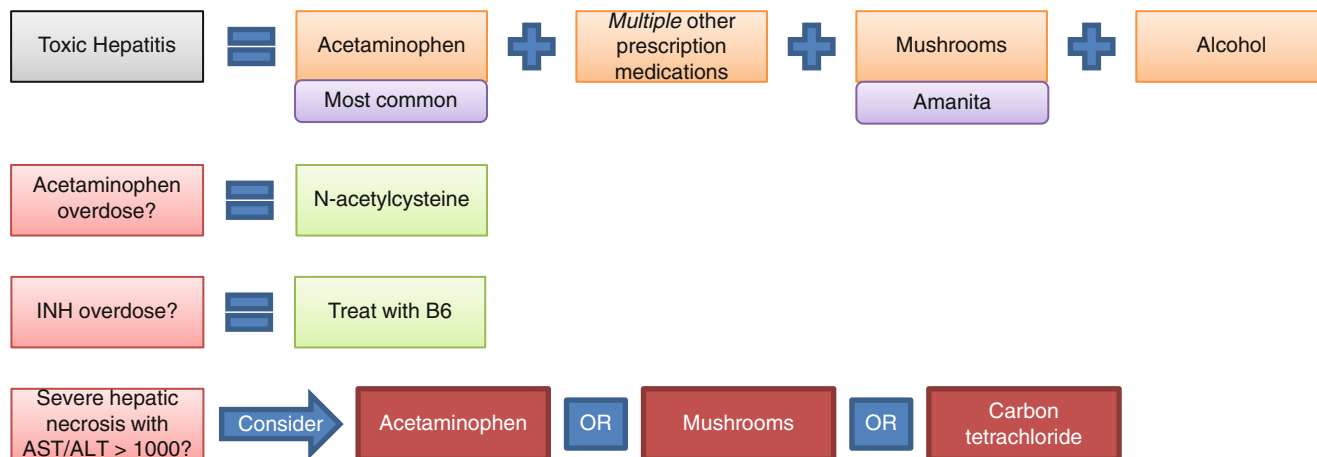 Toxic Hepatitis
Acetaminophen
Most common
Multiple other
prescription
medications
Mushrooms
Amanita
Alcohol
Acetaminophen
overdose?
N-acetylcysteine
INH overdose?
Treat with B6
Severe hepatic
necrosis with
AST/ALT > 1000?
Consider
Acetaminophen
OR
Mushrooms
OR
Carbon
tetrachloride